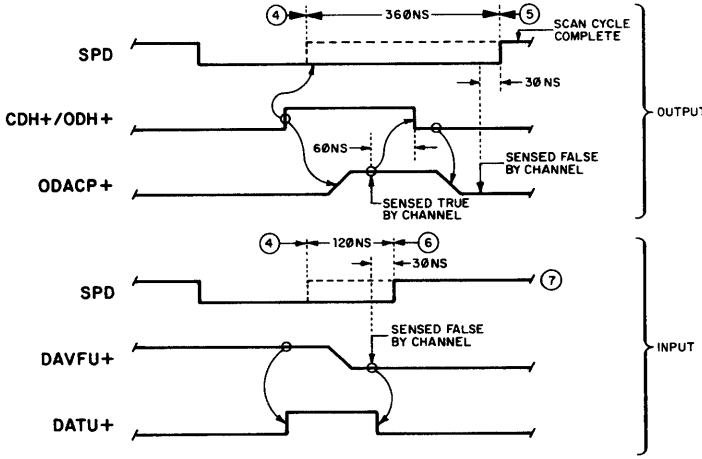 ④ 360NS ⑤
SPD
SCAN CYCLE
COMPLETE
30NS
CDH+/ODH+
OUTPUT
60NS
SENSED FALSE
BY CHANNEL
ODACP+
SENSED TRUE
BY CHANNEL
④ 120NS ⑥
30NS
SPD
⑦
SENSED FALSE
BY CHANNEL
DAVFU+
INPUT
DATU+